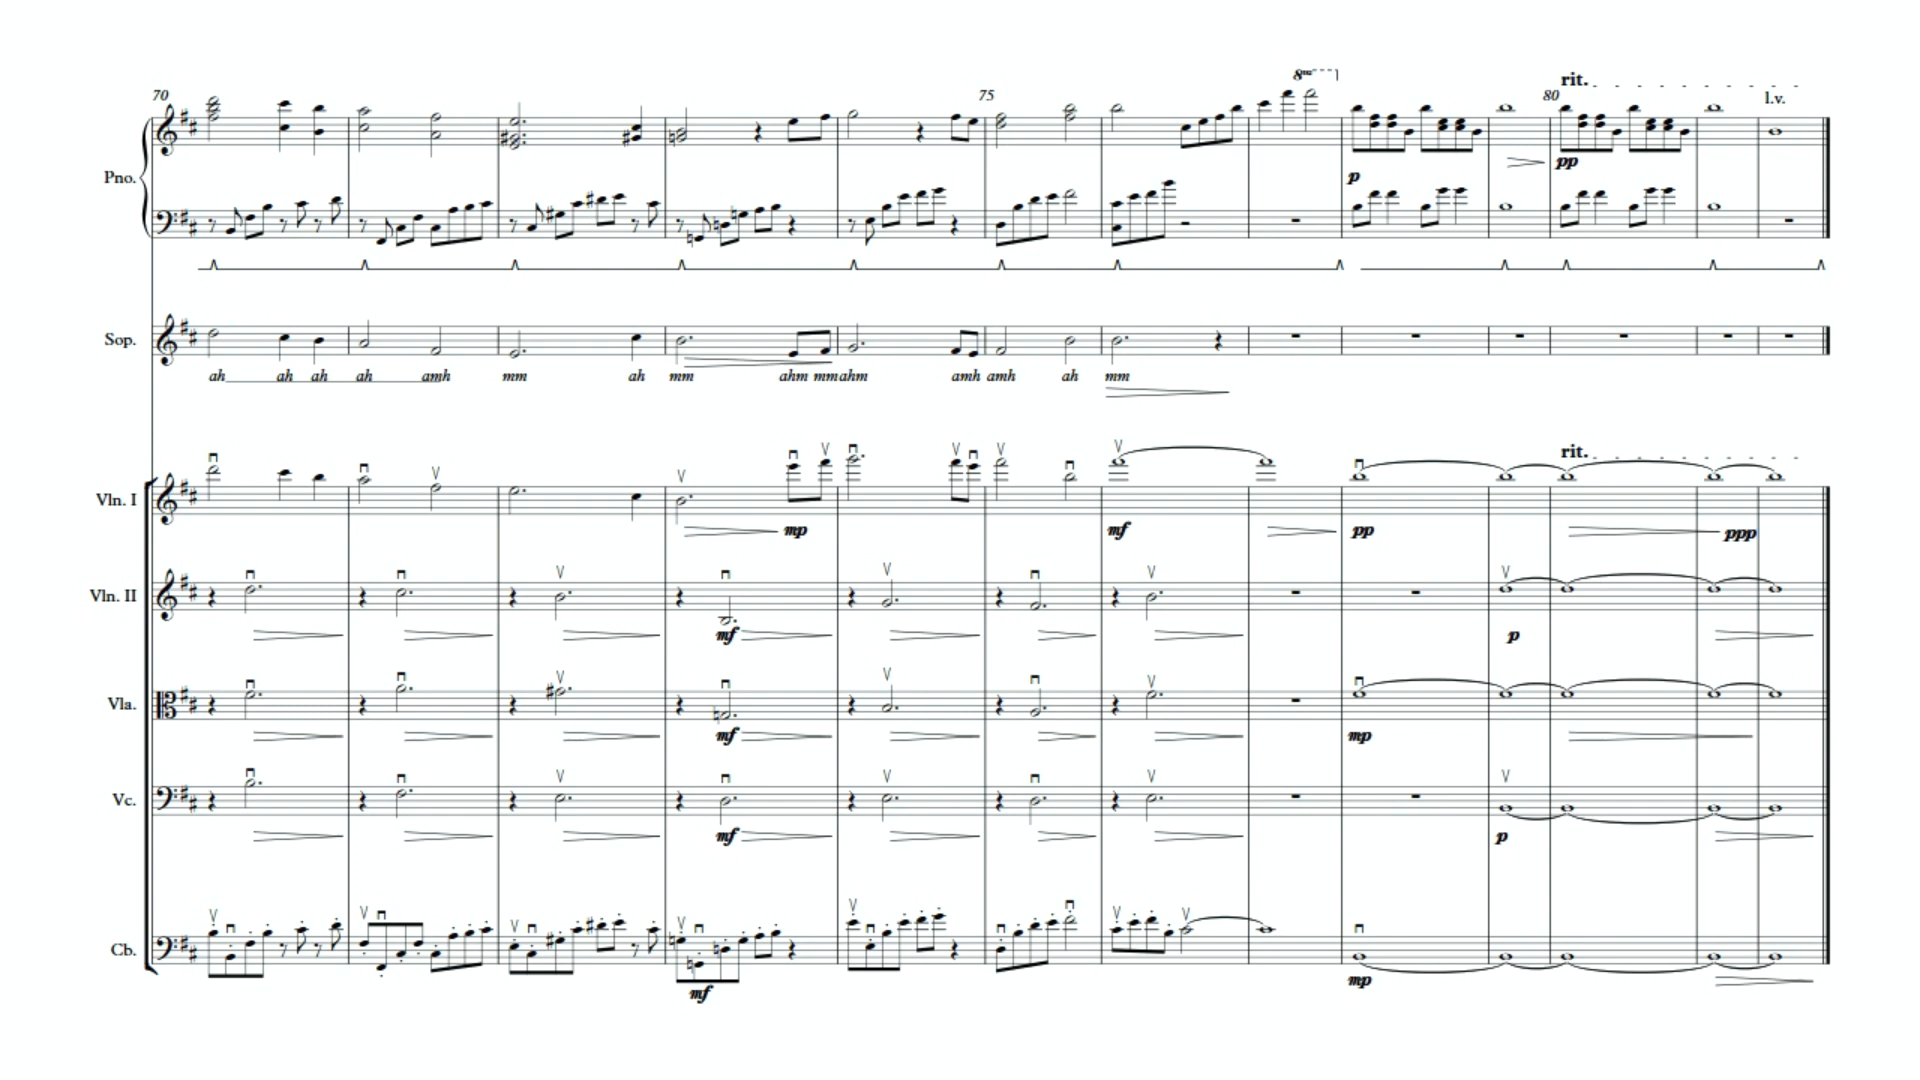 rit.
8va
70 75 80 l.v.
p pp
Pno.
Sop.
ah ah ah ah amh mm ah mm ahm mm ahm amh amh ah mm
rit.
Vln. I
mp mf pp ppp
Vln. II
mf p
Vla.
mf mp
Vc.
mf p
Cb.
mf mp